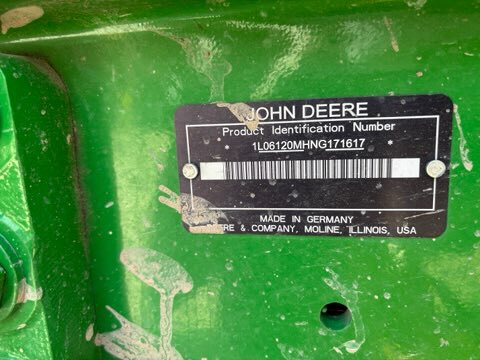 JOHN DEERE
Product Identification Number
* 1L06120MHNG171617 *
MADE IN GERMANY
& COMPANY, MOLINE, ILLINOIS, USA